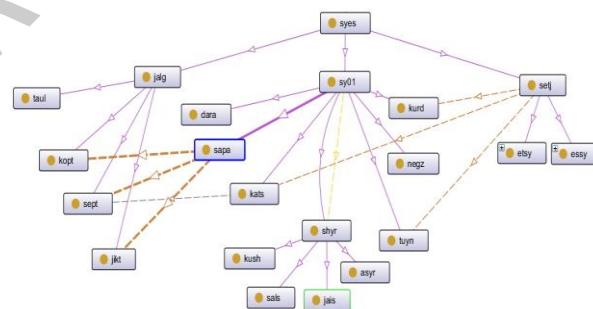 syes
jalg
sy01
setj
taul
dara
kurd
kopt
sapa
negz
etsy
essy
sept
kats
shyr
tuyn
jikt
kush
asyr
sals
jais